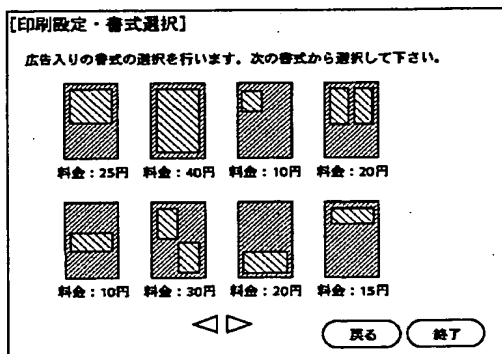 [印刷設定・書式選択]
広告入りの書式の選択を行います。次の書式から選択して下さい。
料金：25円 料金：40円 料金：10円 料金：20円
料金：10円 料金：30円 料金：20円 料金：15円
戻る 終了